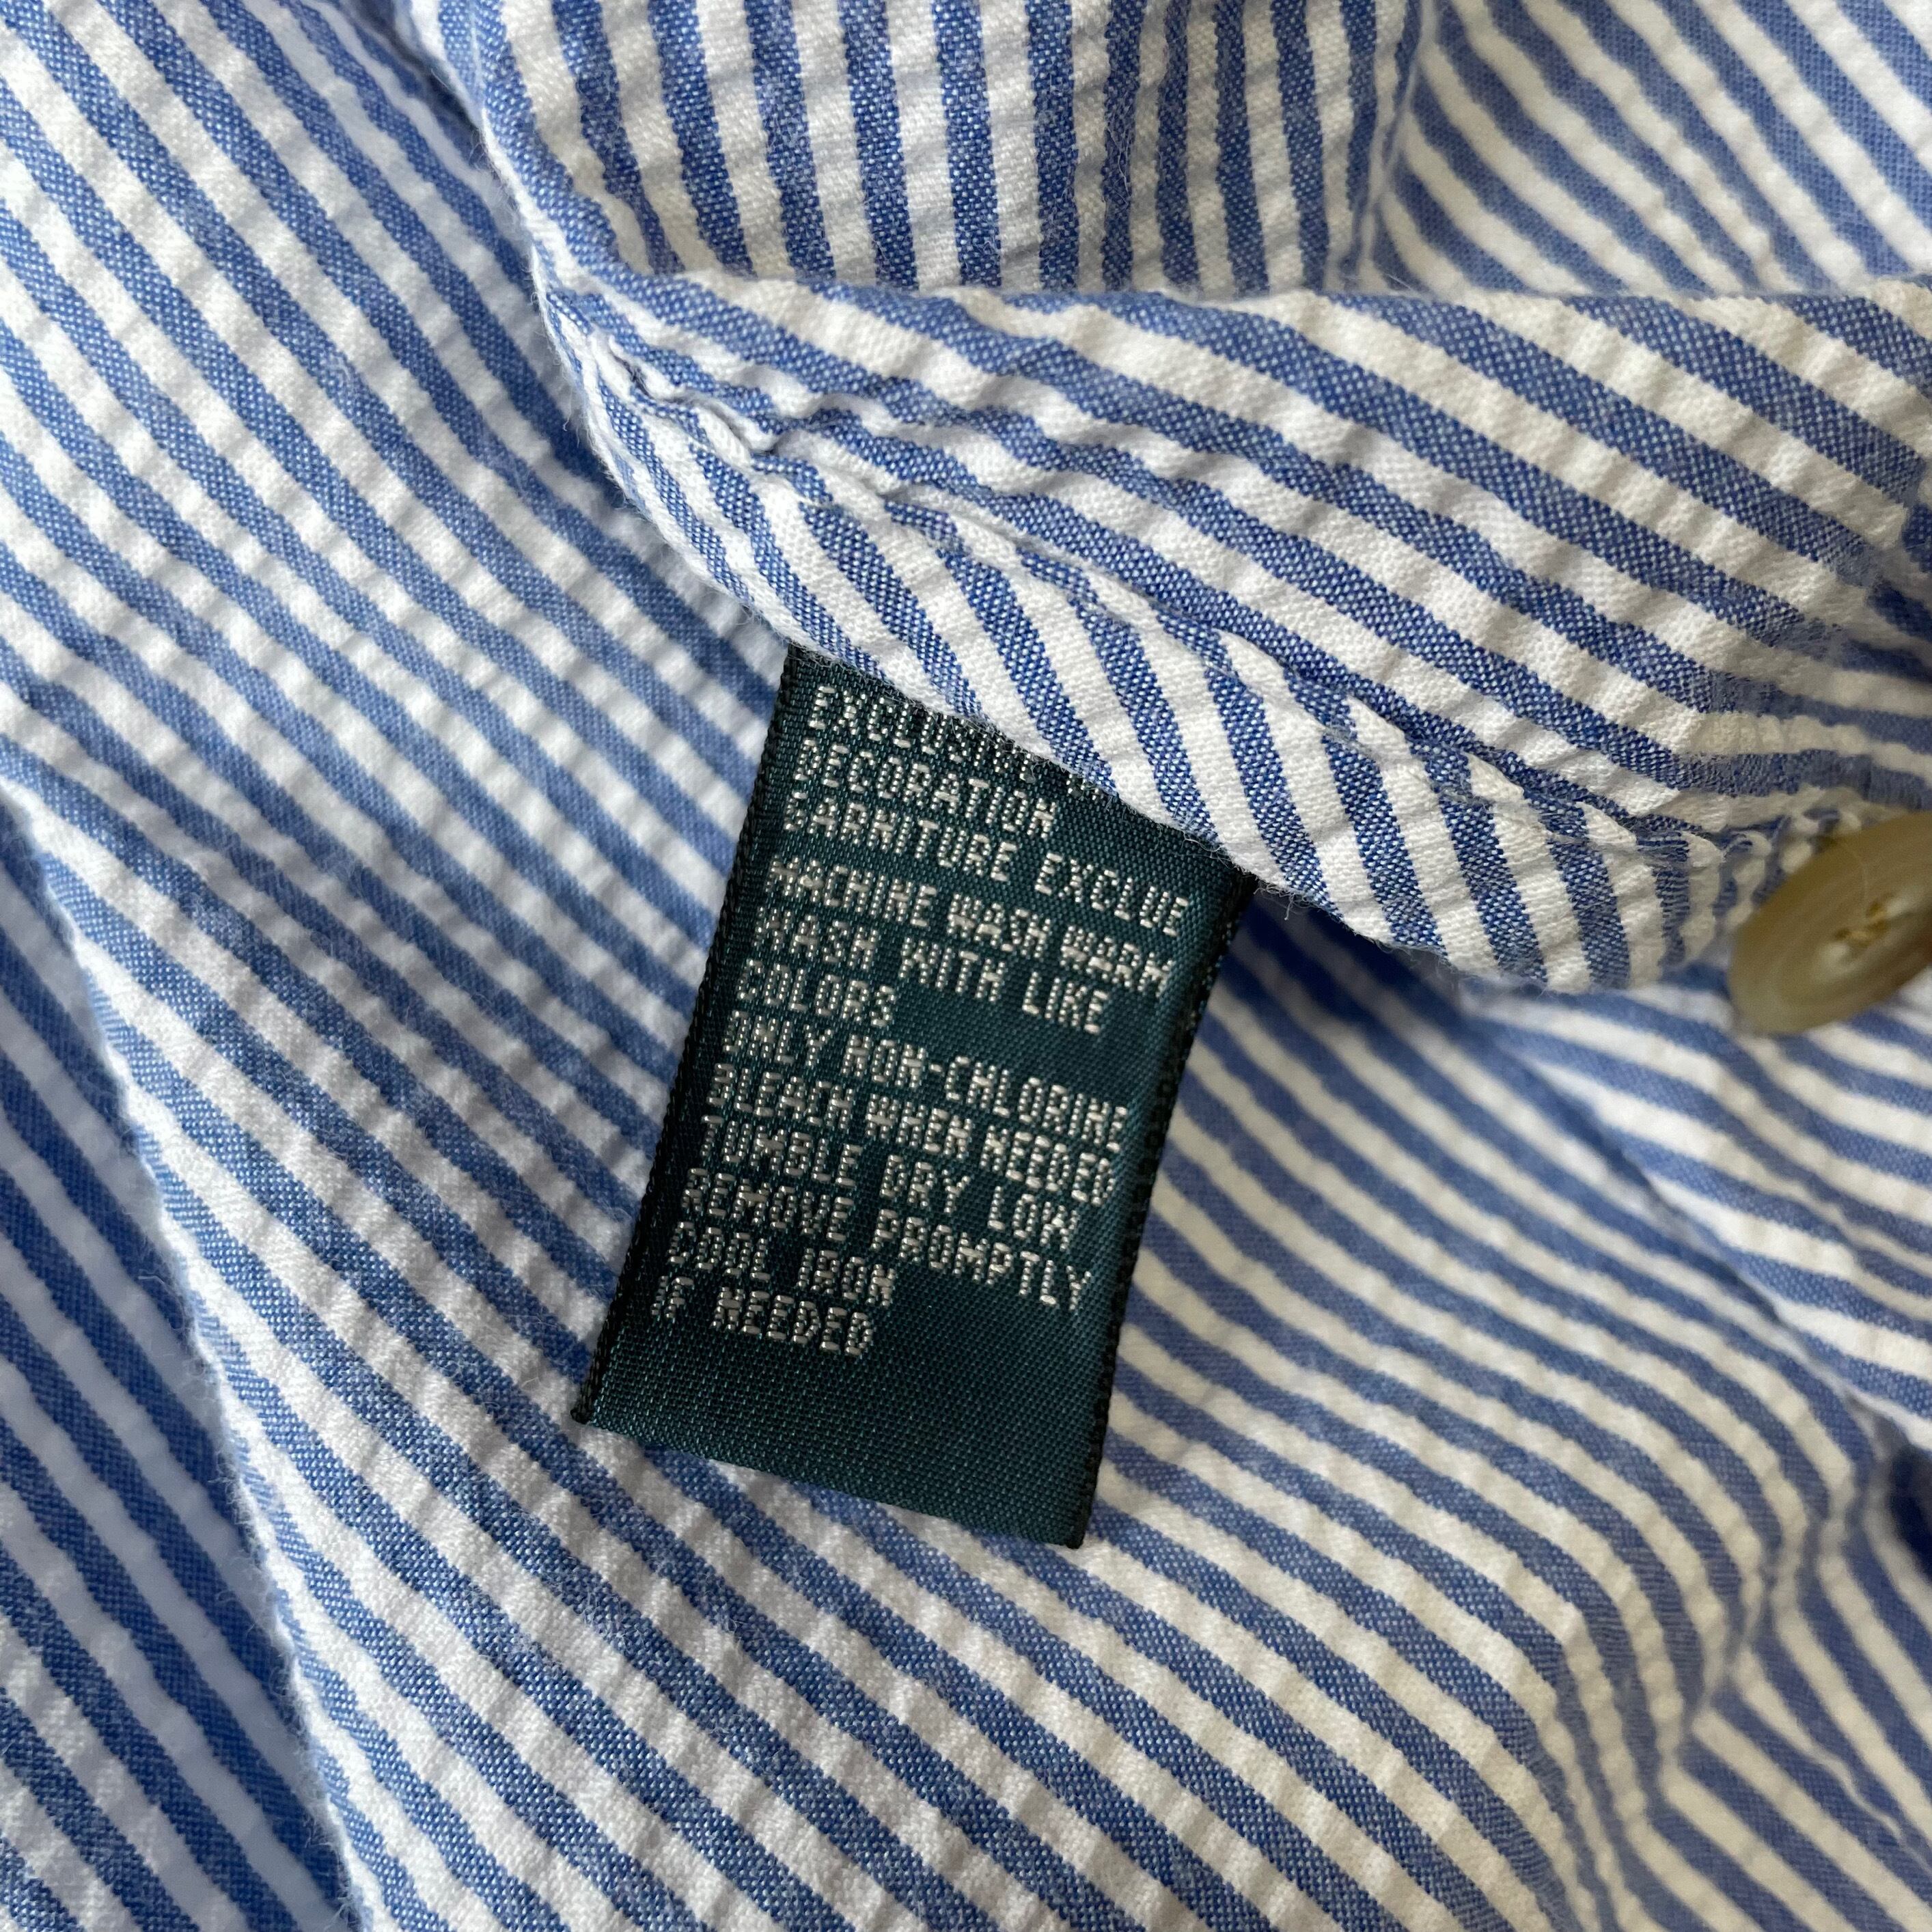 EXCLUSIVE
DECORATION
GARNITURE EXCLUE
MACHINE WASH WARM
WASH WITH LIKE
COLORS
ONLY NON-CHLORINE
BLEACH WHEN NEEDED
TUMBLE DRY LOW
REMOVE PROMPTLY
COOL IRON
IF NEEDED